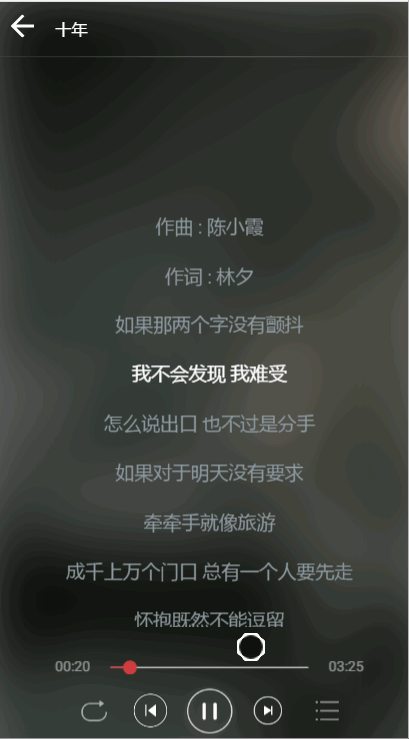 十年
作曲 : 陈小霞
作词 : 林夕
如果那两个字没有颤抖
我不会发现 我难受
怎么说出口 也不过是分手
如果对于明天没有要求
牵牵手就像旅游
成千上万个门口 总有一个人要先走
怀抱既然不能逗留
00:20
03:25